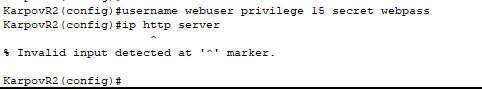 KarpovR2(config)#username webuser privilege 15 secret webpass
KarpovR2(config)#ip http server
^
% Invalid input detected at '^' marker.
KarpovR2(config)#